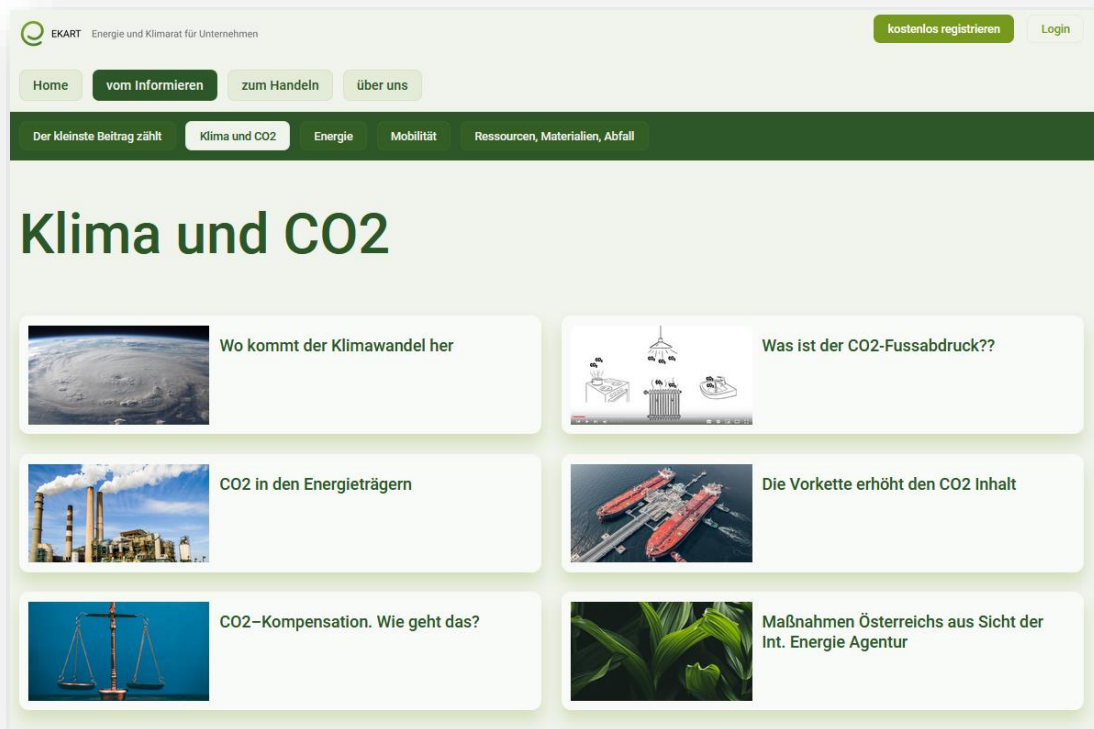 EKART Energie und Klimarat für Unternehmen
kostenlos registrieren
Login
Home
vom Informieren
zum Handeln
über uns
Der kleinste Beitrag zählt
Klima und CO2
Energie
Mobilität
Ressourcen, Materialien, Abfall
Klima und CO2
Wo kommt der Klimawandel her
Was ist der CO2-Fussabdruck??
CO2 in den Energieträgern
Die Vorkette erhöht den CO2 Inhalt
CO2–Kompensation. Wie geht das?
Maßnahmen Österreichs aus Sicht der
Int. Energie Agentur